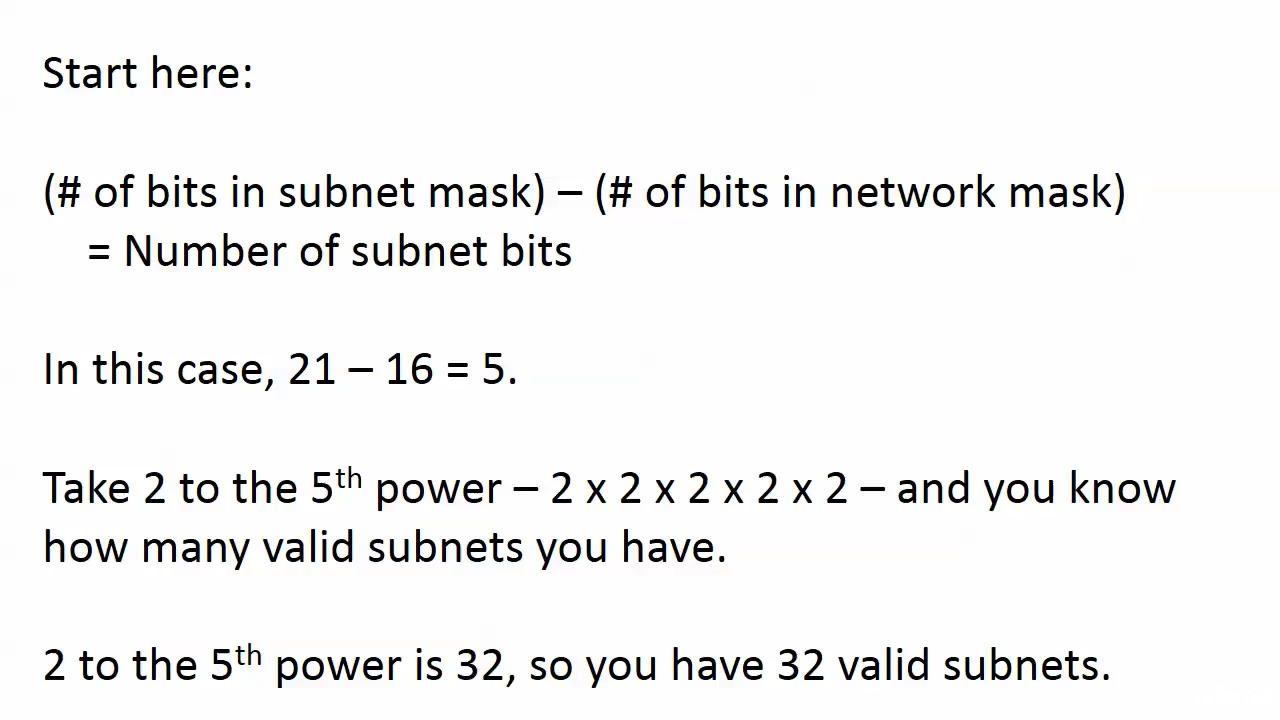 Start here:
(# of bits in subnet mask) – (# of bits in network mask)
= Number of subnet bits
In this case, 21 – 16 = 5.
Take 2 to the 5th power – 2 x 2 x 2 x 2 x 2 – and you know
how many valid subnets you have.
2 to the 5th power is 32, so you have 32 valid subnets.